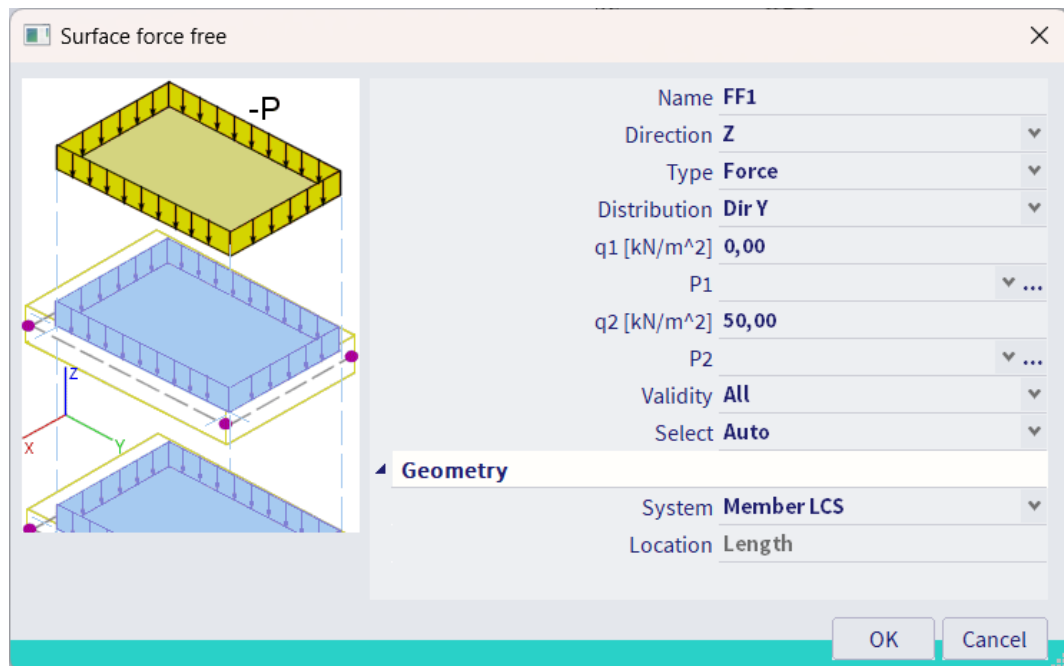 Surface force free
-P
Z
X
Y
Name FF1
Direction Z
Type Force
Distribution Dir Y
q1 [kN/m^2] 0,00
P1 ...
q2 [kN/m^2] 50,00
P2 ...
Validity All
Select Auto
Geometry
System Member LCS
Location Length
OK Cancel